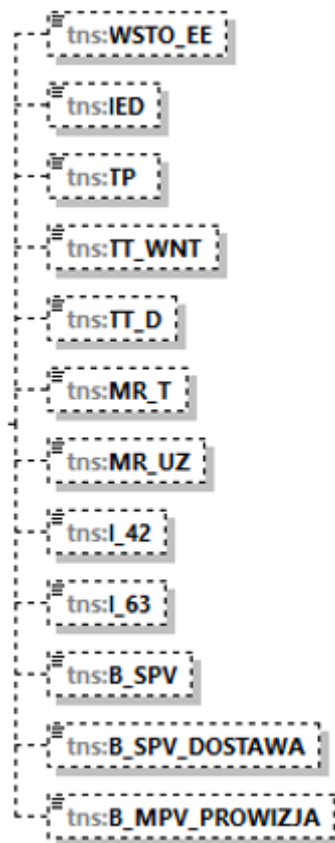 tns:WSTO_EE
tns:IED
tns:TP
tns:TT_WNT
tns:TT_D
tns:MR_T
tns:MR_UZ
tns:I_42
tns:I_63
tns:B_SPV
tns:B_SPV_DOSTAWA
tns:B_MPV_PROWIZJA